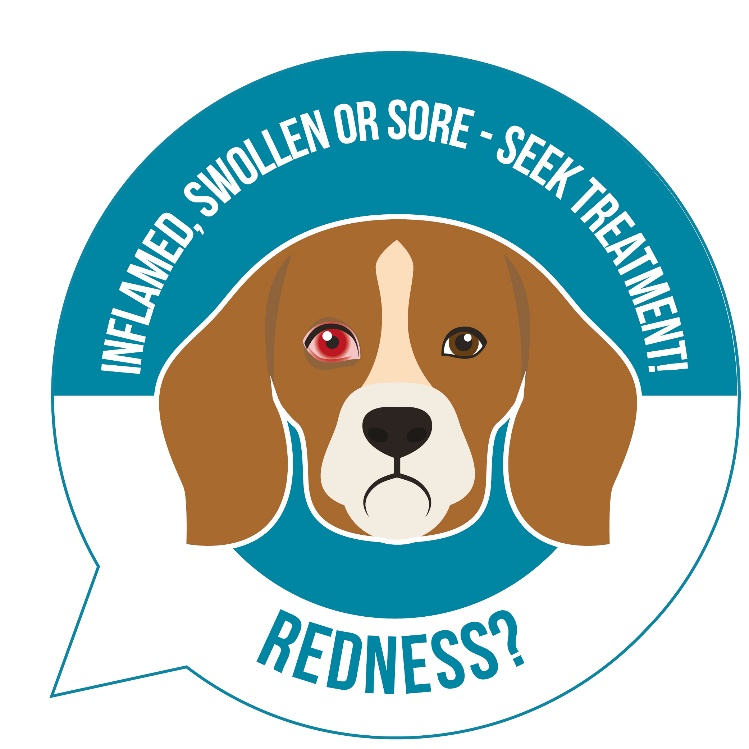 INFLAMED, SWOLLEN OR SORE - SEEK TREATMENT!
REDNESS?